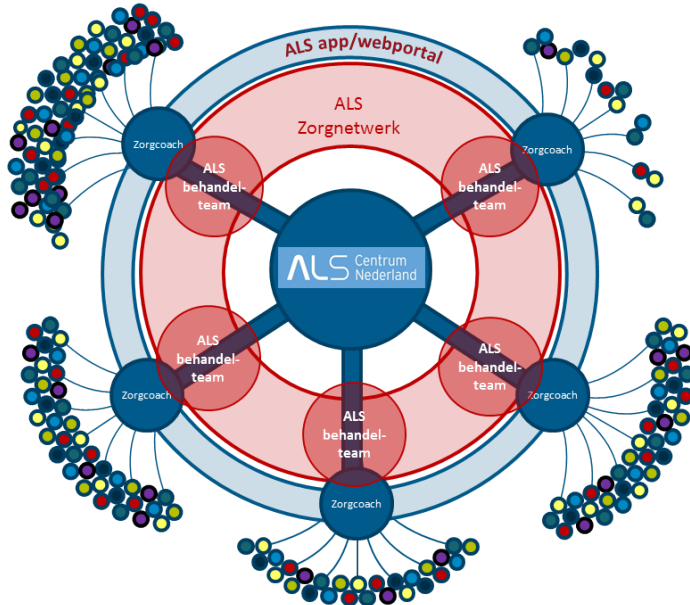 ALS app/webportal
ALS
Zorgnetwerk
Zorgcoach
Zorgcoach
ALS
behandel-
team
ALS
behandel-
team
ALS Centrum
Nederland
ALS
behandel-
team
ALS
behandel-
team
Zorgcoach
Zorgcoach
ALS
behandel-
team
Zorgcoach